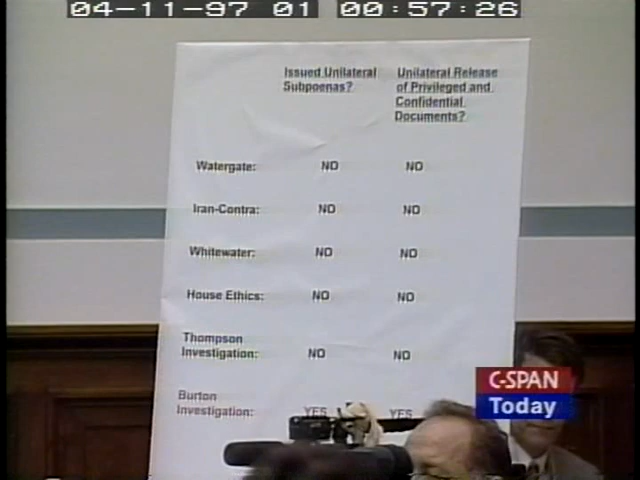 04-11-97 01 00:57:26
Issued Unilateral Subpoenas?
Unilateral Release of Privileged and Confidential Documents?
Watergate: NO NO
Iran-Contra: NO NO
Whitewater: NO NO
House Ethics: NO NO
Thompson Investigation: NO NO
Burton Investigation: YES YES
C-SPAN
Today